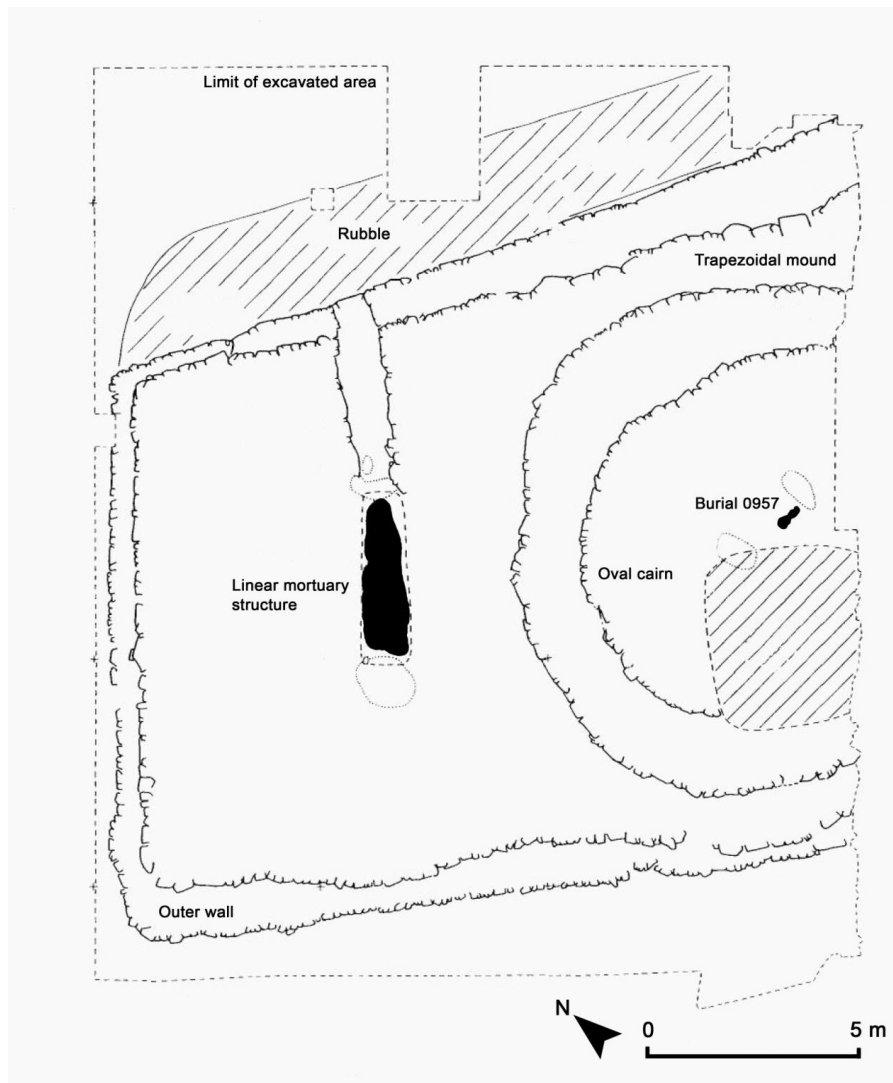 Limit of excavated area
Rubble
Trapezoidal mound
Burial 0957
Linear mortuary
structure
Oval cairn
Outer wall
N
0
5 m